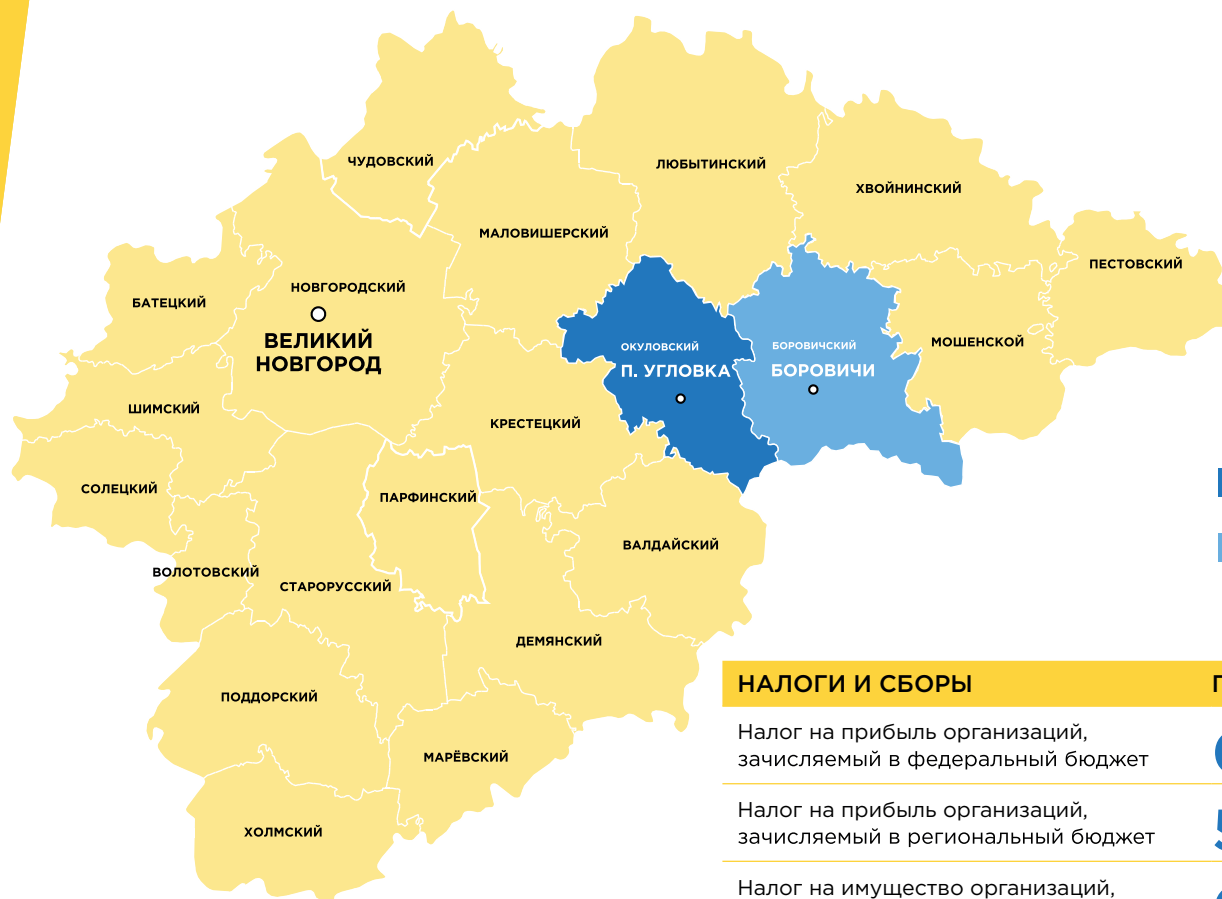 ЧУДОВСКИЙ
ЛЮБЫТИНСКИЙ
ХВОЙНИНСКИЙ
МАЛОВИШЕРСКИЙ
ПЕСТОВСКИЙ
БАТЕЦКИЙ
НОВГОРОДСКИЙ
ВЕЛИКИЙ
НОВГОРОД
ОКУЛОВСКИЙ
П. УГЛОВКА
БОРОВИЧСКИЙ
БОРОВИЧИ
МОШЕНСКОЙ
ШИМСКИЙ
КРЕСТЕЦКИЙ
СОЛЕЦКИЙ
ПАРФИНСКИЙ
ВАЛДАЙСКИЙ
ВОЛОТОВСКИЙ
СТАРОРУССКИЙ
ДЕМЯНСКИЙ
ПОДДОРСКИЙ
МАРЁВСКИЙ
ХОЛМСКИЙ
НАЛОГИ И СБОРЫ
Налог на прибыль организаций,
зачисляемый в федеральный бюджет
Налог на прибыль организаций,
зачисляемый в региональный бюджет
Налог на имущество организаций,